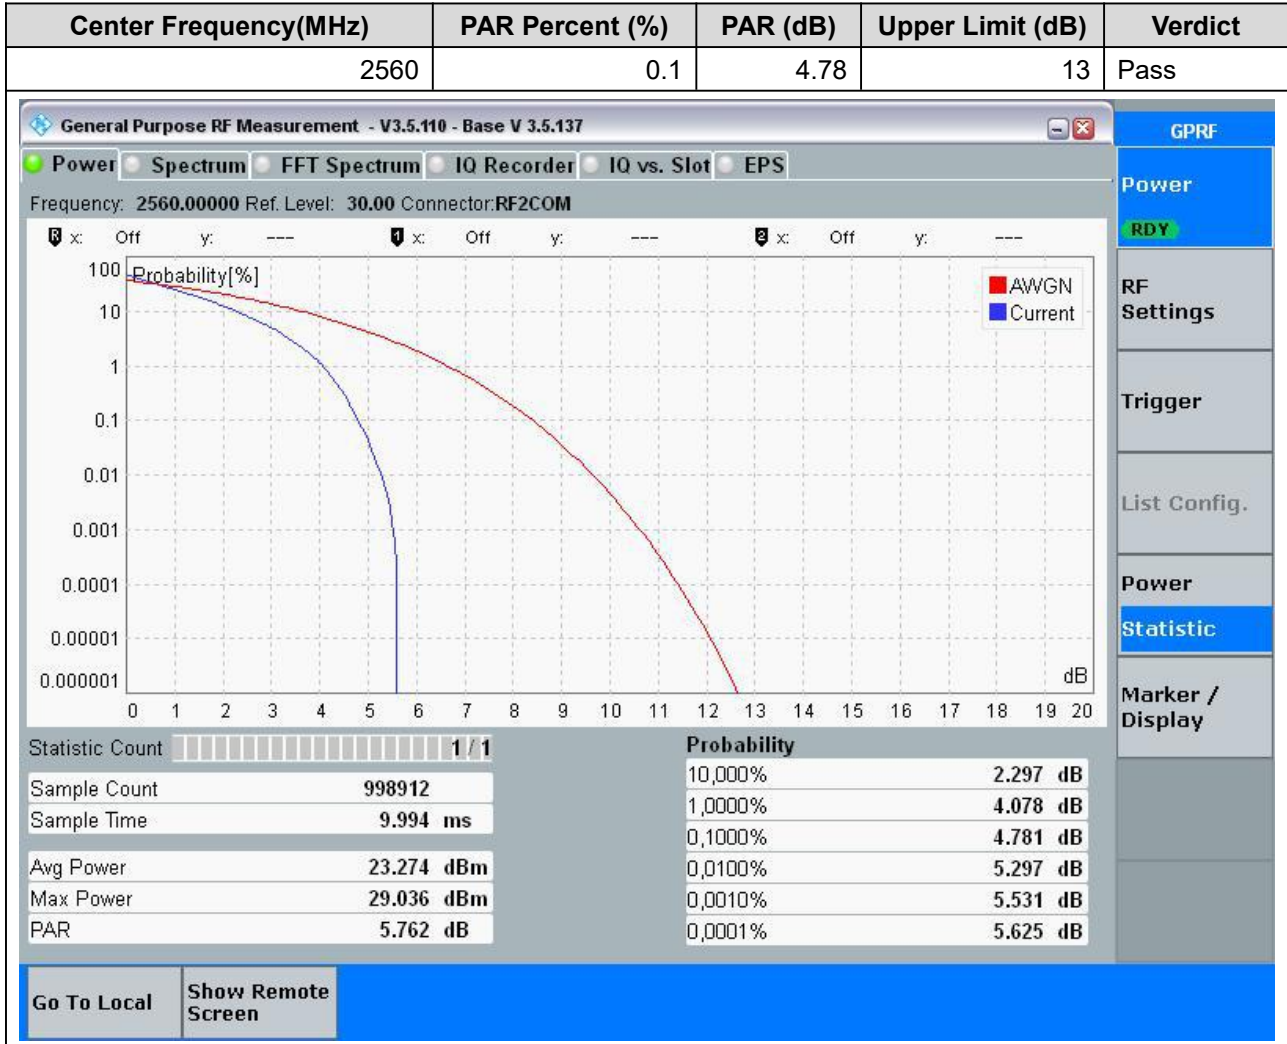 Center Frequency(MHz) PAR Percent (%) PAR (dB) Upper Limit (dB) Verdict
2560 0.1 4.78 13 Pass
General Purpose RF Measurement - V3.5.110 - Base V 3.5.137
GPRF
Power Spectrum FFT Spectrum IQ Recorder IQ vs. Slot EPS
Frequency: 2560.00000 Ref. Level: 30.00 Connector:RF2COM
R x: Off y: --- 1 x: Off y: --- 2 x: Off y: ---
Probability[%]
AWGN
Current
100
10
1
0.1
0.01
0.001
0.0001
0.00001
0.000001
dB
0 1 2 3 4 5 6 7 8 9 10 11 12 13 14 15 16 17 18 19 20
Statistic Count 1 / 1
Sample Count 998912
Sample Time 9.994 ms
Avg Power 23.274 dBm
Max Power 29.036 dBm
PAR 5.762 dB
Probability
10,000% 2.297 dB
1,0000% 4.078 dB
0,1000% 4.781 dB
0,0100% 5.297 dB
0,0010% 5.531 dB
0,0001% 5.625 dB
Power
RDY
RF
Settings
Trigger
List Config.
Power
Statistic
Marker /
Display
Go To Local
Show Remote
Screen